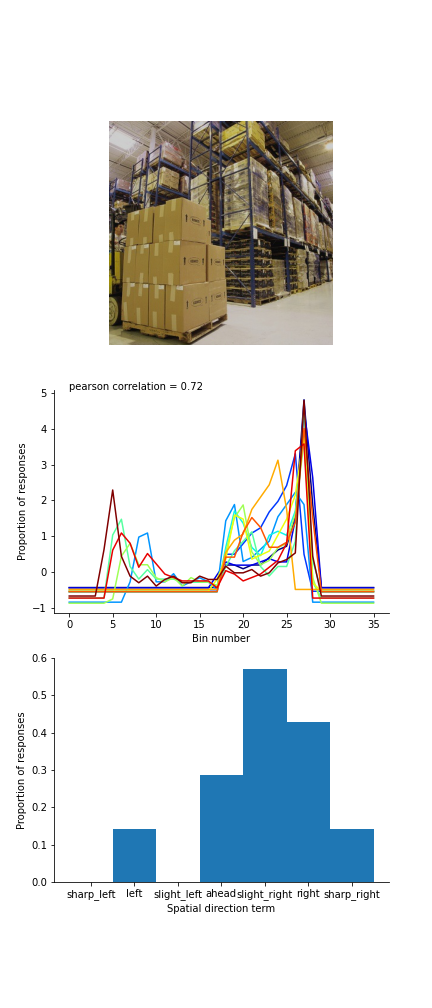 pearson correlation = 0.72
5
4
3
2
1
0
−1
Proportion of responses
0 5 10 15 20 25 30 35
Bin number
0.6
0.5
0.4
0.3
0.2
0.1
0.0
Proportion of responses
sharp_left left slight_left ahead slight_right right sharp_right
Spatial direction term